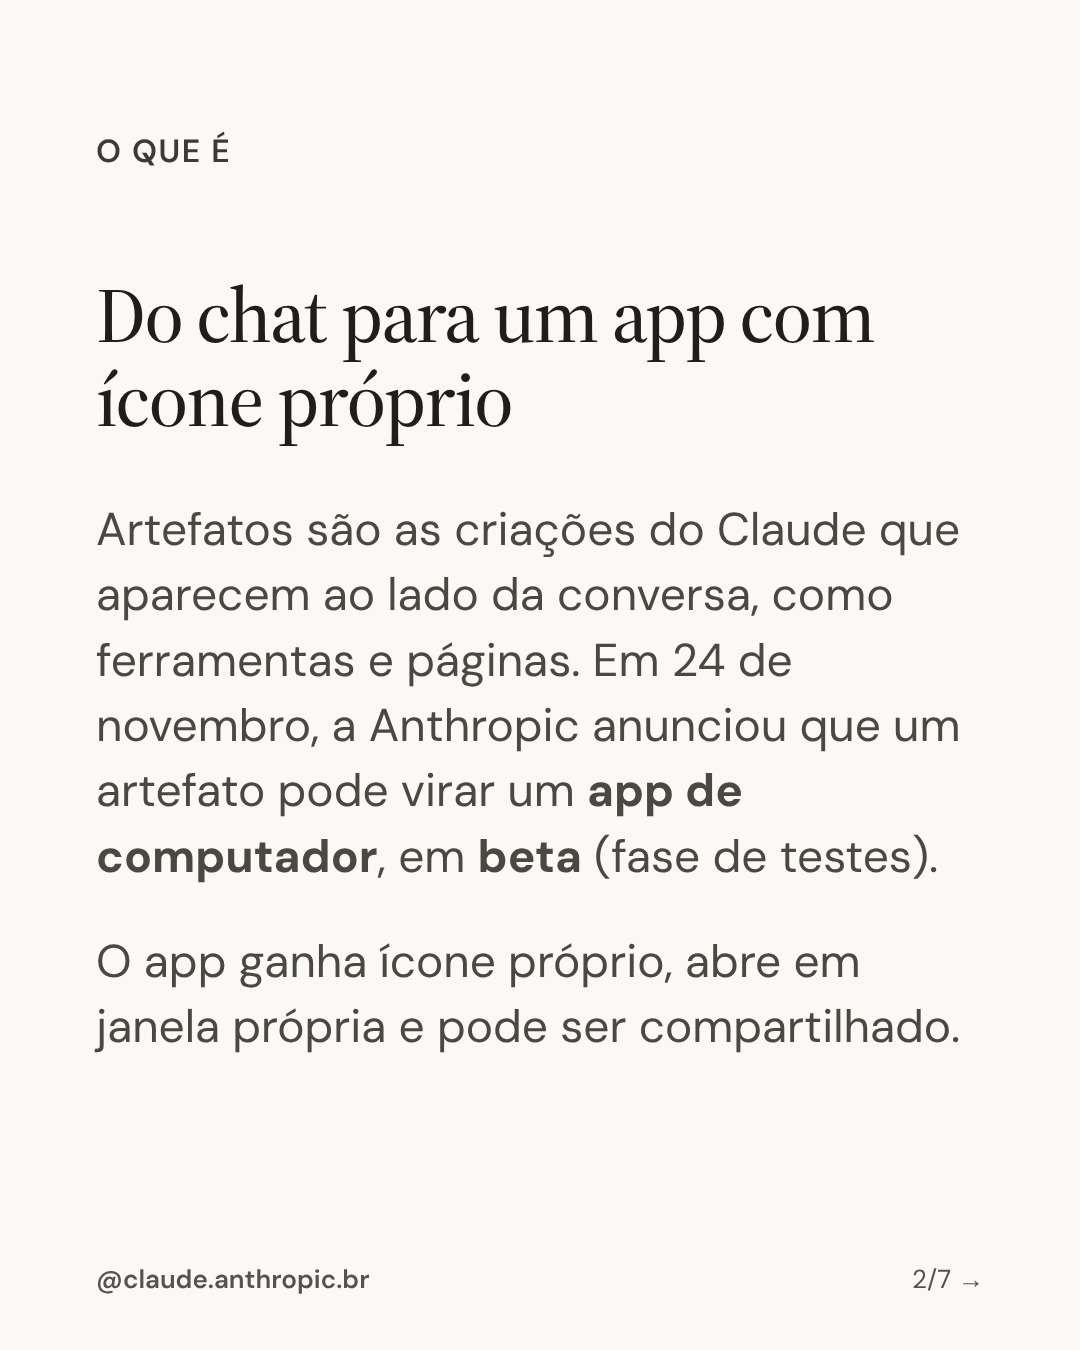 O QUE É
Do chat para um app com
ícone próprio
Artefatos são as criações do Claude que
aparecem ao lado da conversa, como
ferramentas e páginas. Em 24 de
novembro, a Anthropic anunciou que um
artefato pode virar um app de
computador, em beta (fase de testes).
O app ganha ícone próprio, abre em
janela própria e pode ser compartilhado.
@claude.anthropic.br
2/7 →